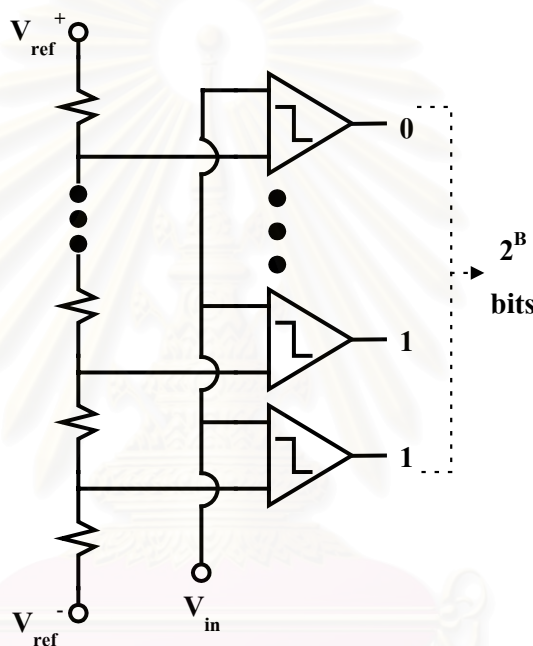 V_ref^+
0
2^B
bits
1
1
V_ref^-
V_in